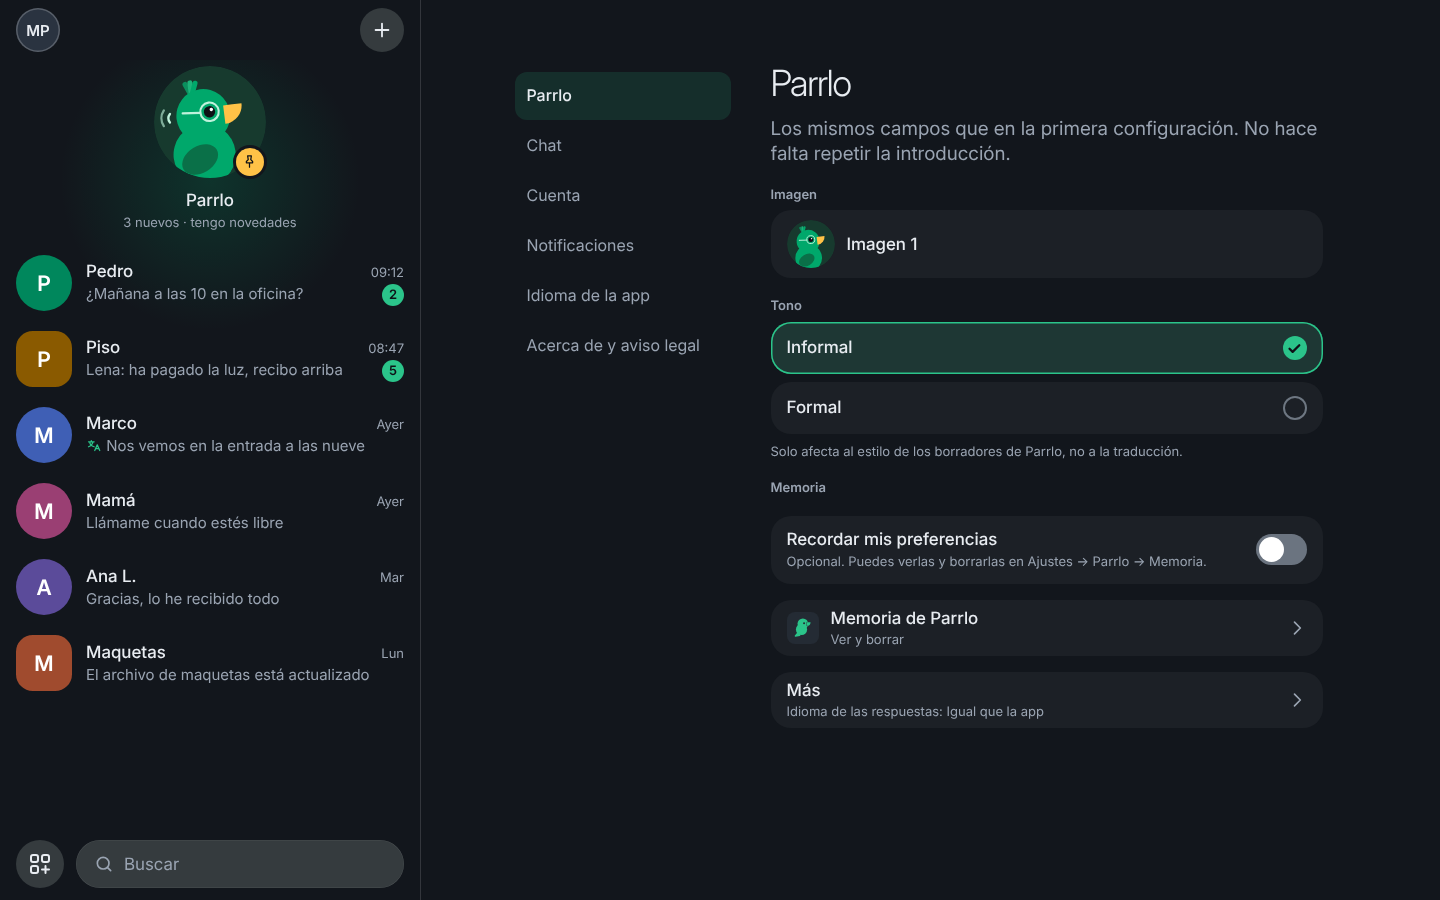 MP
Parrlo
3 nuevos · tengo novedades
P
Pedro
09:12
¿Mañana a las 10 en la oficina?
2
P
Piso
08:47
Lena: ha pagado la luz, recibo arriba
5
M
Marco
Ayer
Nos vemos en la entrada a las nueve
M
Mamá
Ayer
Llámame cuando estés libre
A
Ana L.
Mar
Gracias, lo he recibido todo
M
Maquetas
Lun
El archivo de maquetas está actualizado
Buscar
Parrlo
Chat
Cuenta
Notificaciones
Idioma de la app
Acerca de y aviso legal
Parrlo
Los mismos campos que en la primera configuración. No hace
falta repetir la introducción.
Imagen
Imagen 1
Tono
Informal
Formal
Solo afecta al estilo de los borradores de Parrlo, no a la traducción.
Memoria
Recordar mis preferencias
Opcional. Puedes verlas y borrarlas en Ajustes → Parrlo → Memoria.
Memoria de Parrlo
Ver y borrar
Más
Idioma de las respuestas: Igual que la app